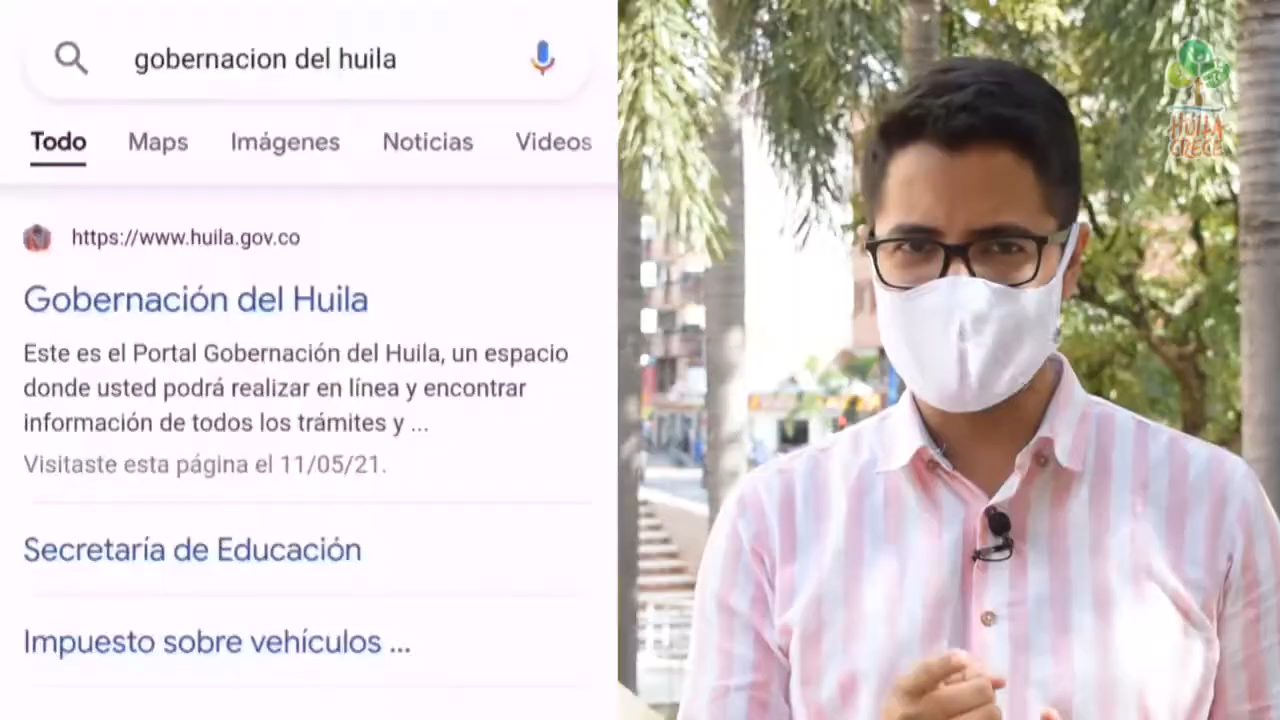 gobernacion del huila
Todo Maps Imágenes Noticias Videos
https://www.huila.gov.co
Gobernación del Huila
Este es el Portal Gobernación del Huila, un espacio
donde usted podrá realizar en línea y encontrar
información de todos los trámites y ...
Visitaste esta página el 11/05/21.
Secretaría de Educación
Impuesto sobre vehículos ...
HUILA
CRECE